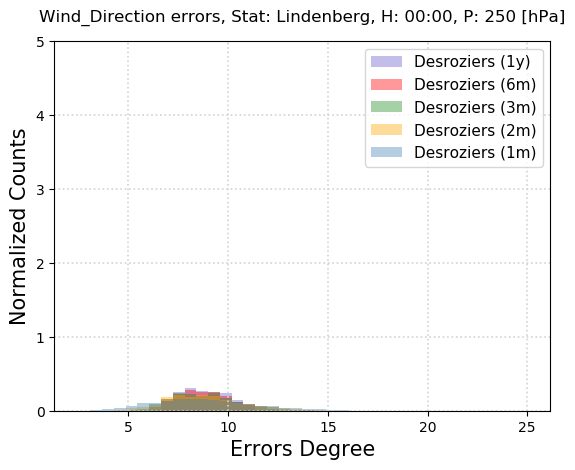 Wind_Direction errors, Stat: Lindenberg, H: 00:00, P: 250 [hPa]
Desroziers (1y)
Desroziers (6m)
Desroziers (3m)
Desroziers (2m)
Desroziers (1m)
Normalized Counts
5
4
3
2
1
0
5 10 15 20 25
Errors Degree